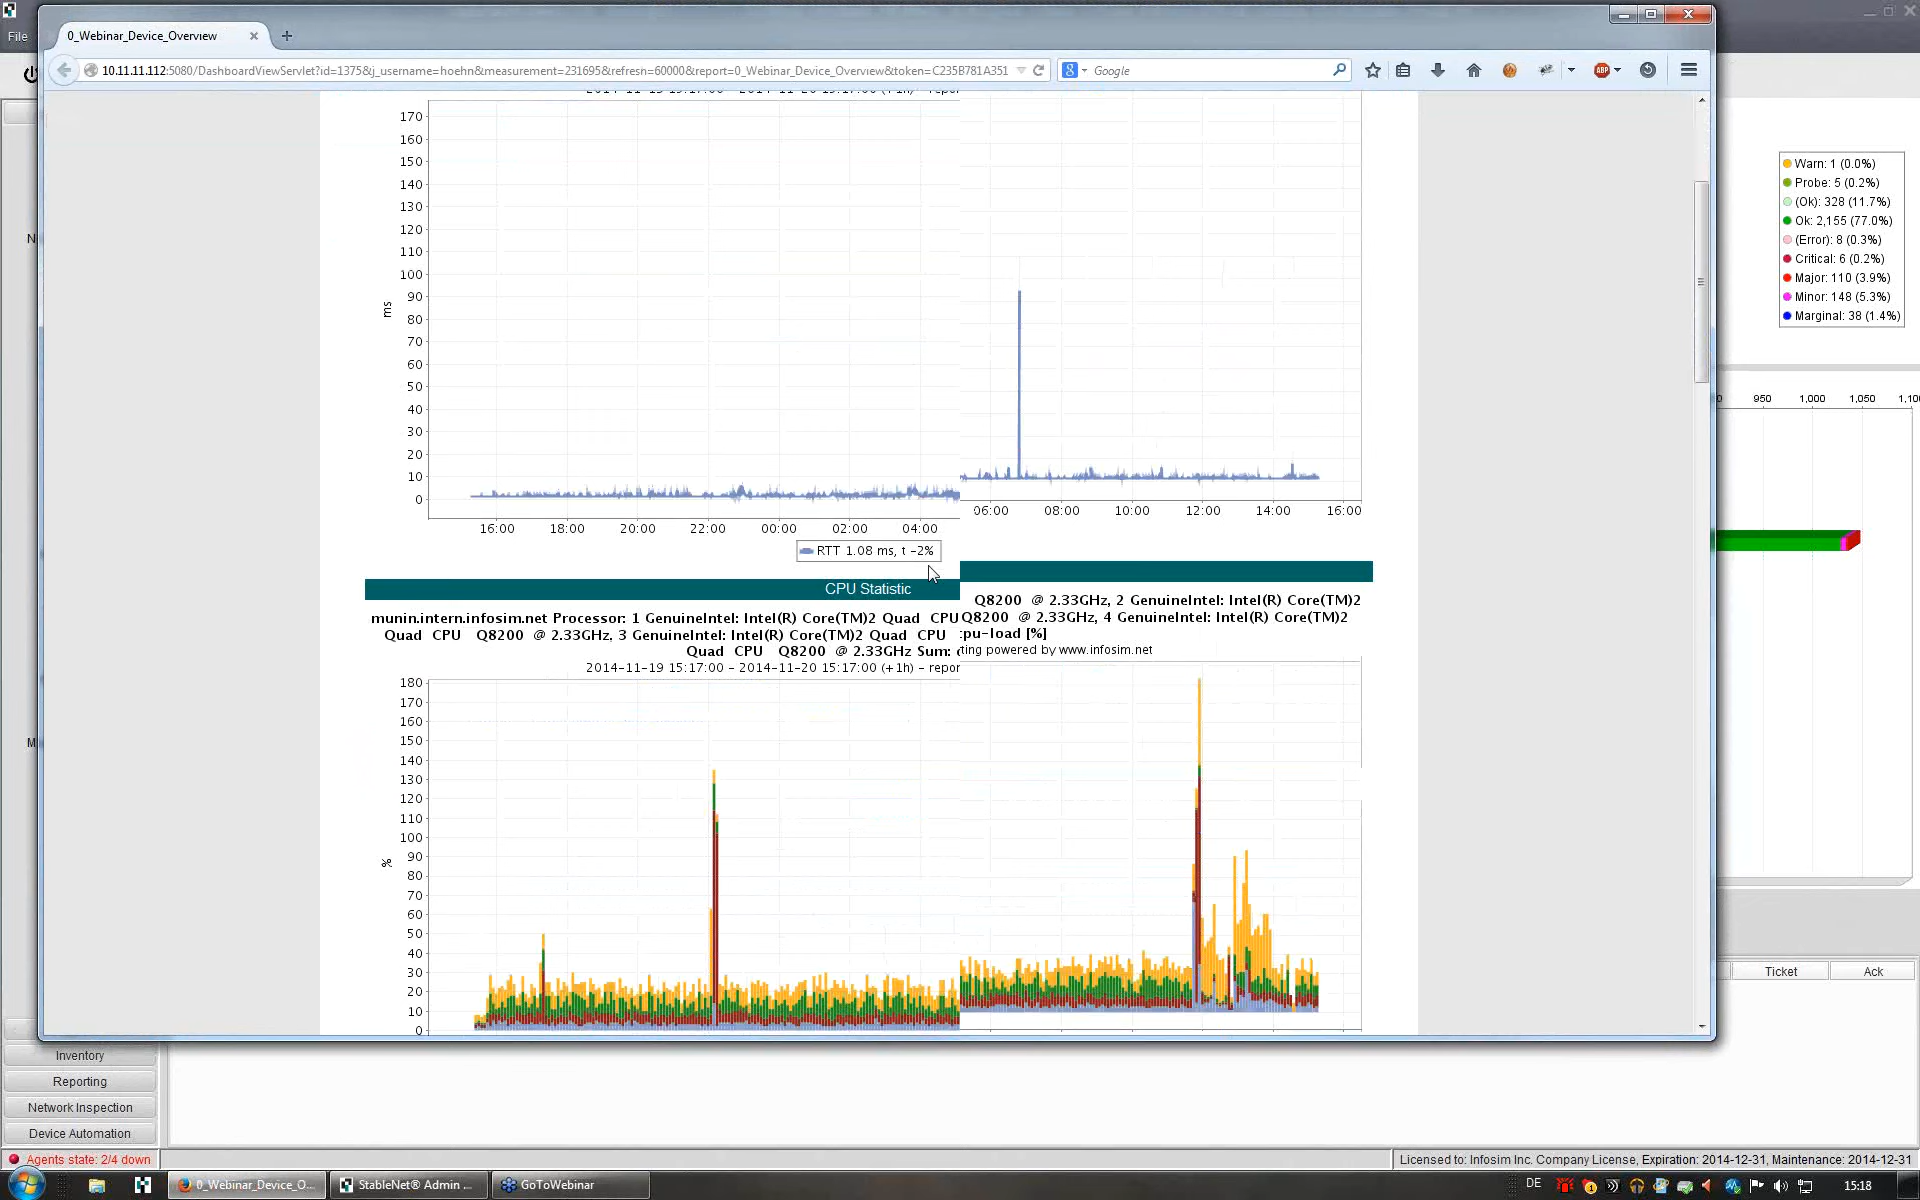 File
0_Webinar_Device_Overview
10.11.11.112:5080/DashboardViewServlet?id=1375&j_username=hoehn&measurement=231695&refresh=60000&report=0_Webinar_Device_Overview&token=C235B781A351
Google
170
160
150
140
130
120
110
100
90
80
70
60
50
40
30
20
10
0
ms
16:00 18:00 20:00 22:00 00:00 02:00 04:00 06:00 08:00 10:00 12:00 14:00 16:00
RTT 1.08 ms, t -2%
CPU Statistic
munin.intern.infosim.net Processor: 1 GenuineIntel: Intel(R) Core(TM)2 Quad CPU Q8200 @ 2.33GHz, 2 GenuineIntel: Intel(R) Core(TM)2
Quad CPU Q8200 @ 2.33GHz, 3 GenuineIntel: Intel(R) Core(TM)2 Quad CPU Q8200 @ 2.33GHz, 4 GenuineIntel: Intel(R) Core(TM)2
Quad CPU Q8200 @ 2.33GHz Sum: cpu-load [%]
2014-11-19 15:17:00 - 2014-11-20 15:17:00 (+1h) - repor ting powered by www.infosim.net
180
170
160
150
140
130
120
110
100
90
80
70
60
50
40
30
20
10
0
%
Warn: 1 (0.0%)
Probe: 5 (0.2%)
(Ok): 328 (11.7%)
Ok: 2,155 (77.0%)
(Error): 8 (0.3%)
Critical: 6 (0.2%)
Major: 110 (3.9%)
Minor: 148 (5.3%)
Marginal: 38 (1.4%)
950 1,000 1,050 1,10
Ticket Ack
N
M
Inventory
Reporting
Network Inspection
Device Automation
Agents state: 2/4 down
Licensed to: Infosim Inc. Company License, Expiration: 2014-12-31, Maintenance: 2014-12-31
0_Webinar_Device_O...
StableNet® Admin ...
GoToWebinar
DE
15:18